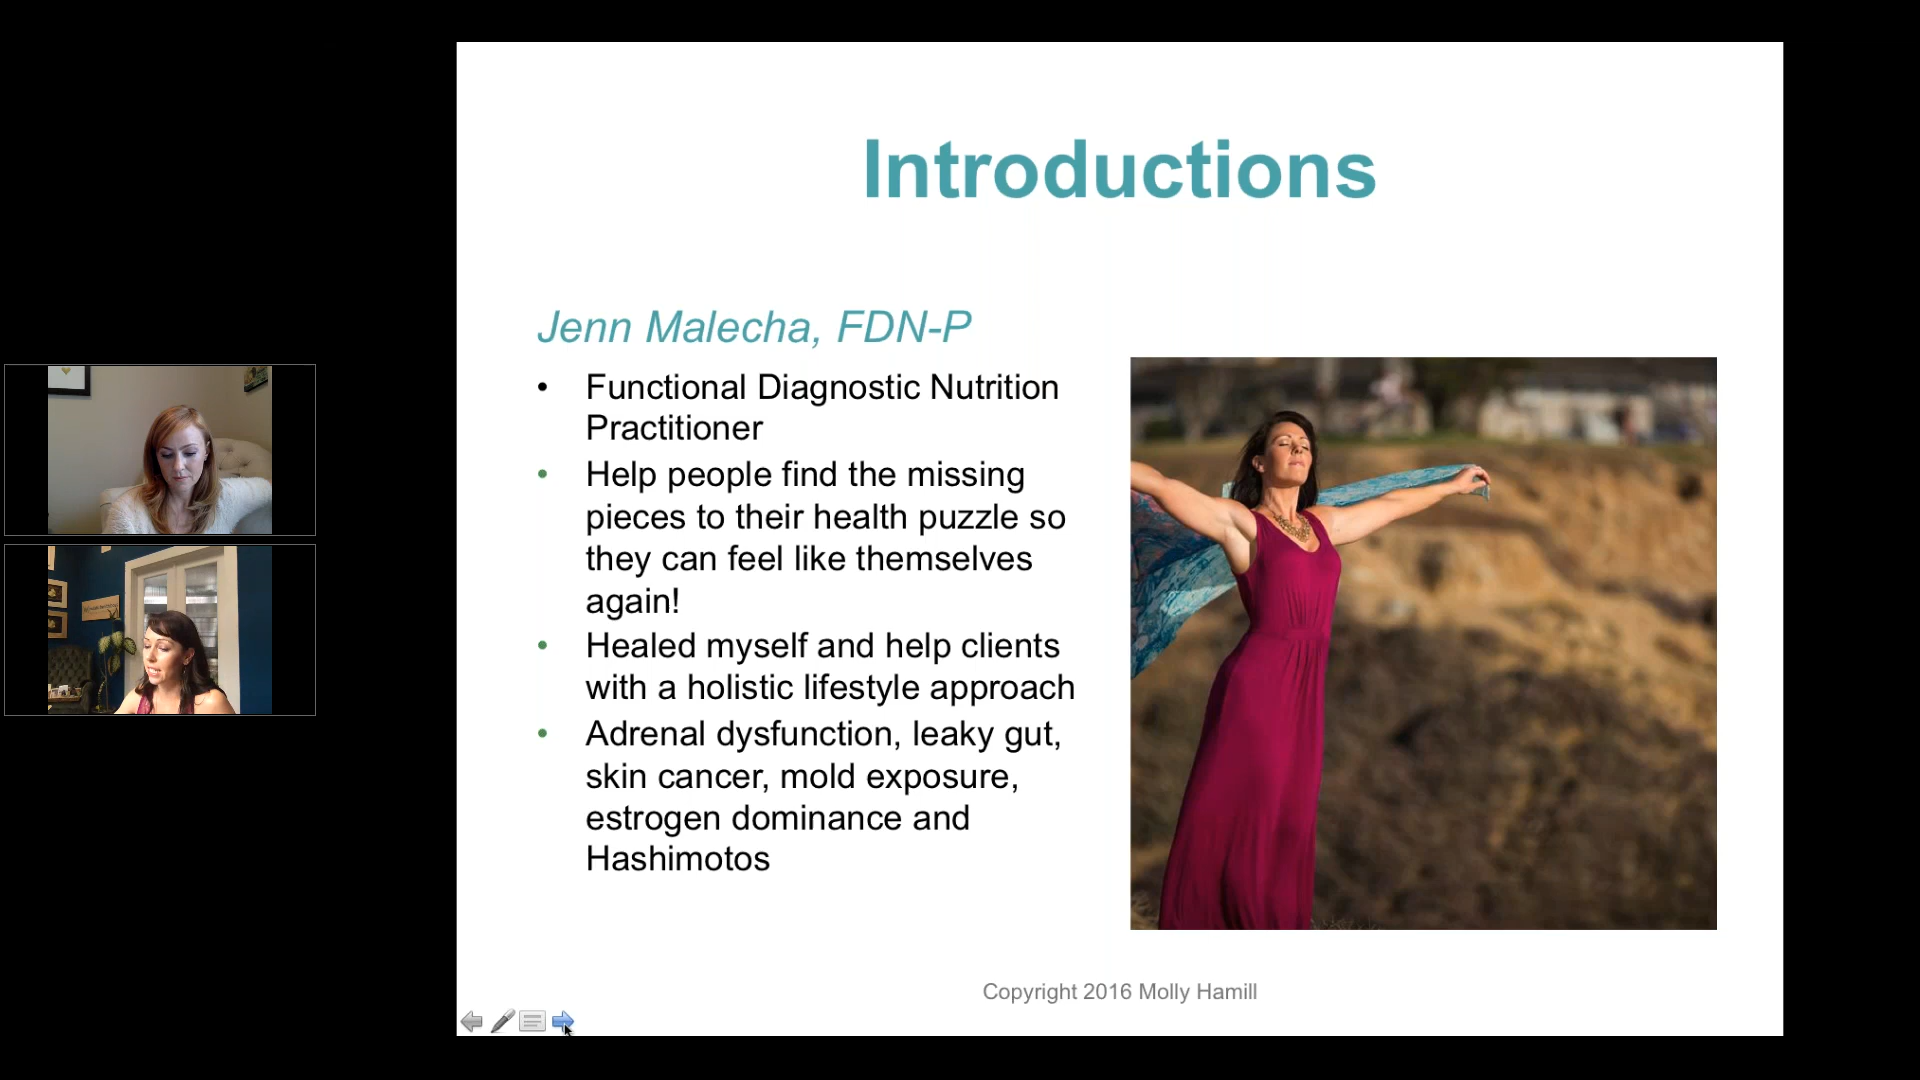 Introductions
Jenn Malecha, FDN-P
• Functional Diagnostic Nutrition
Practitioner
• Help people find the missing
pieces to their health puzzle so
they can feel like themselves
again!
• Healed myself and help clients
with a holistic lifestyle approach
• Adrenal dysfunction, leaky gut,
skin cancer, mold exposure,
estrogen dominance and
Hashimotos
Copyright 2016 Molly Hamill